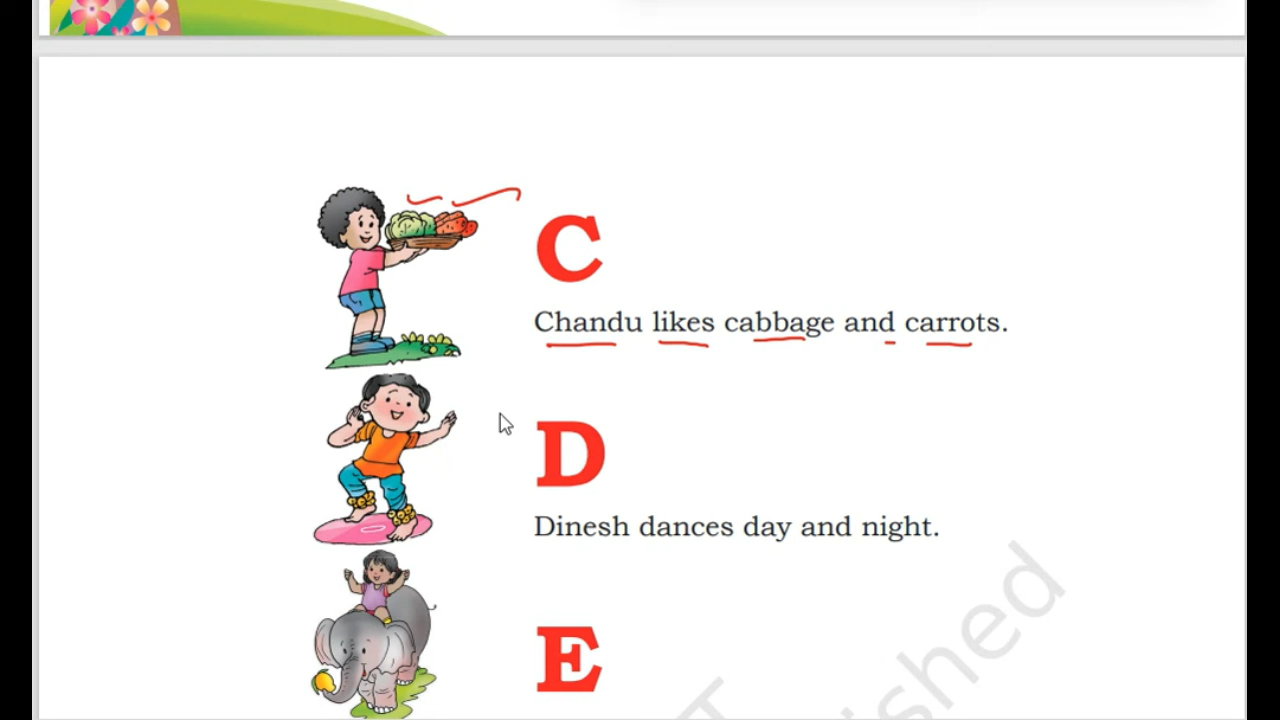 C
Chandu likes cabbage and carrots.
D
Dinesh dances day and night.
E